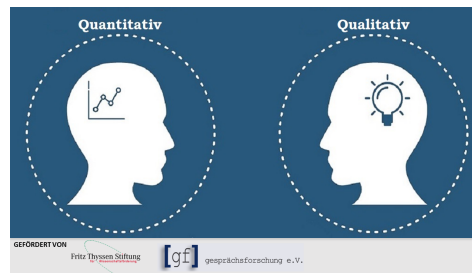 Quantitativ
Qualitativ
GEFÖRDERT VON
Fritz Thyssen Stiftung
[gf] gesprächsforschung e.V.